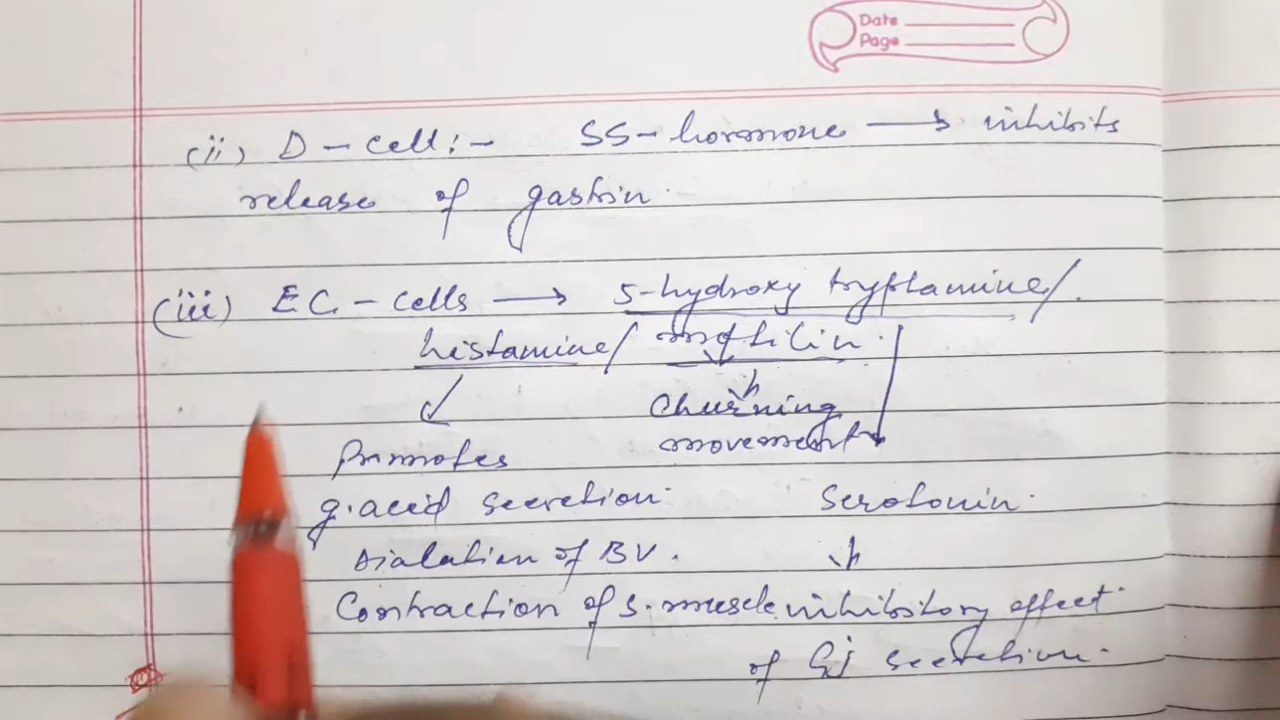 Date
Page
(ii) D - cell :- SS-hormone → inhibits
release of gastrin.
(iii) EC - cells → 5-hydroxy tryptamine/
histamine/ motilin.
Churning
movement
Promotes
g. acid secretion. Serotonin.
Dialation of BV.
Contraction of s. muscle inhibitory effect
of GJ secretion.